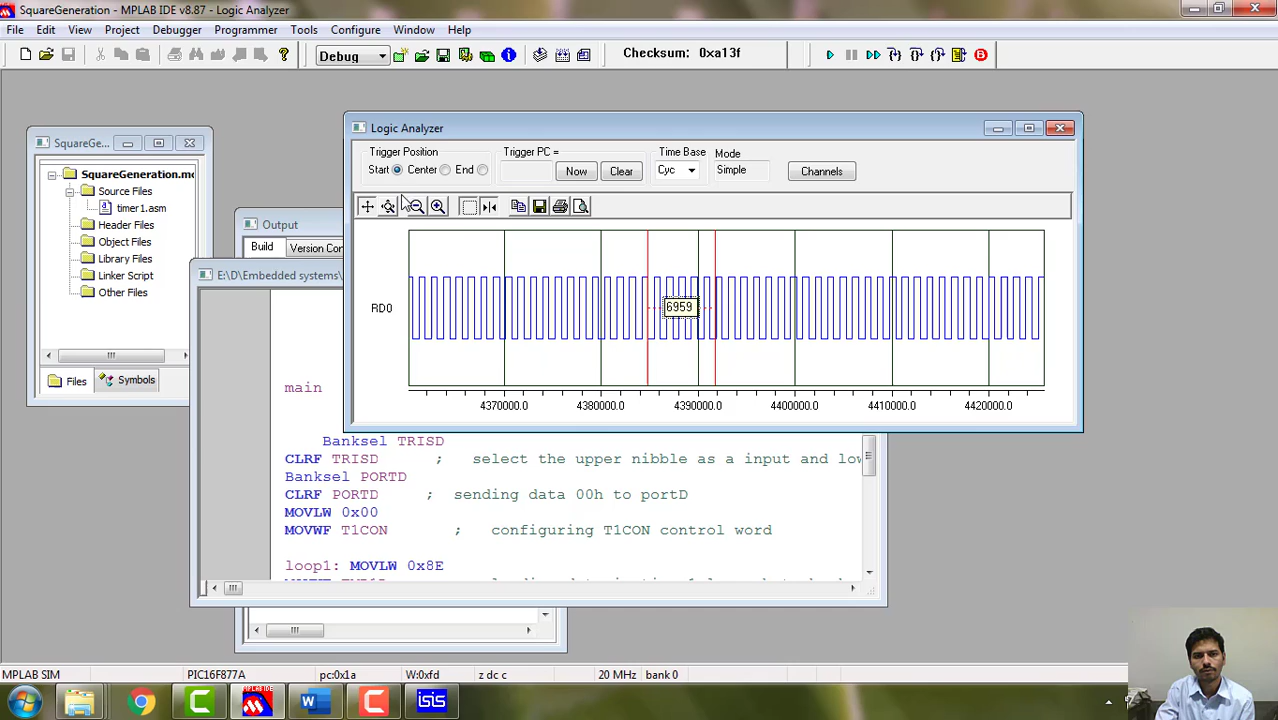 SquareGeneration - MPLAB IDE v8.87 - Logic Analyzer
File Edit View Project Debugger Programmer Tools Configure Window Help
Debug
Checksum: 0xa13f
SquareGe...
SquareGeneration.mc
Source Files
timer1.asm
Header Files
Object Files
Library Files
Linker Script
Other Files
Files Symbols
Output
Build Version Con
Logic Analyzer
Trigger Position
Start Center End
Trigger PC =
Now Clear
Time Base
Cyc
Mode
Simple
Channels
RD0
6959
4370000.0 4380000.0 4390000.0 4400000.0 4410000.0 4420000.0
E:\D\Embedded systems\
main
Banksel TRISD
CLRF TRISD ; select the upper nibble as a input and low
Banksel PORTD
CLRF PORTD ; sending data 00h to portD
MOVLW 0x00
MOVWF T1CON ; configuring T1CON control word
loop1: MOVLW 0x8E
MPLAB SIM PIC16F877A pc:0x1a W:0xfd z dc c 20 MHz bank 0
MPLAB IDE
isis